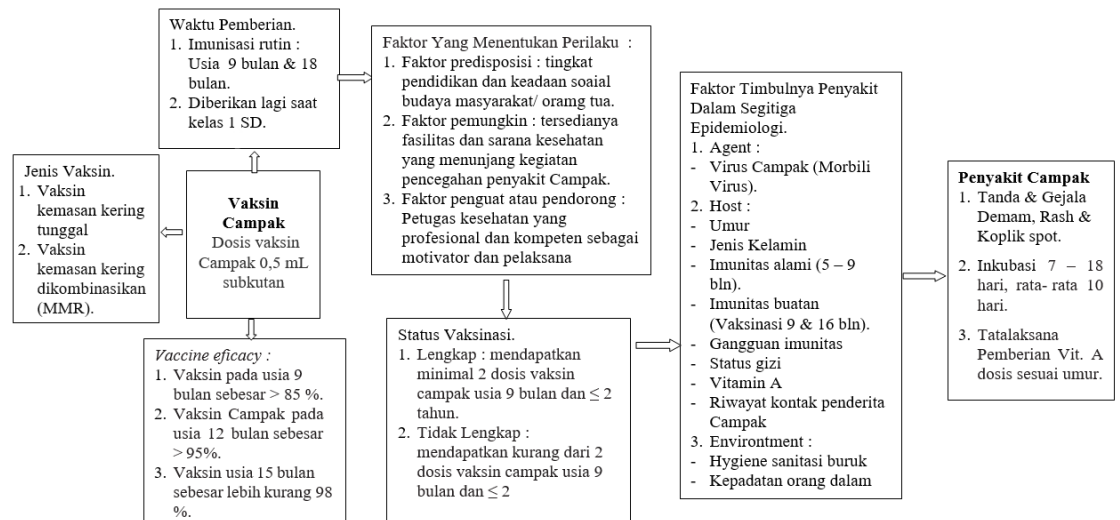 Waktu Pemberian.
1. Imunisasi rutin :
Usia 9 bulan & 18
bulan.
2. Diberikan lagi saat
kelas 1 SD.
Jenis Vaksin.
1. Vaksin
kemasan kering
tunggal
2. Vaksin
kemasan kering
dikombinasikan
(MMR).
Vaksin
Campak
Dosis vaksin
Campak 0,5 mL
subkutan
Vaccine eficacy :
1. Vaksin pada usia 9
bulan sebesar > 85 %.
2. Vaksin Campak pada
usia 12 bulan sebesar
> 95%.
3. Vaksin usia 15 bulan
sebesar lebih kurang 98
%.
Faktor Yang Menentukan Perilaku :
1. Faktor predisposisi : tingkat
pendidikan dan keadaan soaial
budaya masyarakat/ oramg tua.
2. Faktor pemungkin : tersedianya
fasilitas dan sarana kesehatan
yang menunjang kegiatan
pencegahan penyakit Campak.
3. Faktor penguat atau pendorong :
Petugas kesehatan yang
profesional dan kompeten sebagai
motivator dan pelaksana
Status Vaksinasi.
1. Lengkap : mendapatkan
minimal 2 dosis vaksin
campak usia 9 bulan dan ≤ 2
tahun.
2. Tidak Lengkap :
mendapatkan kurang dari 2
dosis vaksin campak usia 9
bulan dan ≤ 2
Faktor Timbulnya Penyakit
Dalam Segitiga
Epidemiologi.
1. Agent :
- Virus Campak (Morbili
Virus).
2. Host :
- Umur
- Jenis Kelamin
- Imunitas alami (5 – 9
bln).
- Imunitas buatan
(Vaksinasi 9 & 16 bln).
- Gangguan imunitas
- Status gizi
- Vitamin A
- Riwayat kontak penderita
Campak
3. Environtment :
- Hygiene sanitasi buruk
- Kepadatan orang dalam
Penyakit Campak
1. Tanda & Gejala
Demam, Rash &
Koplik spot.
2. Inkubasi 7 – 18
hari, rata- rata 10
hari.
3. Tatalaksana
Pemberian Vit. A
dosis sesuai umur.